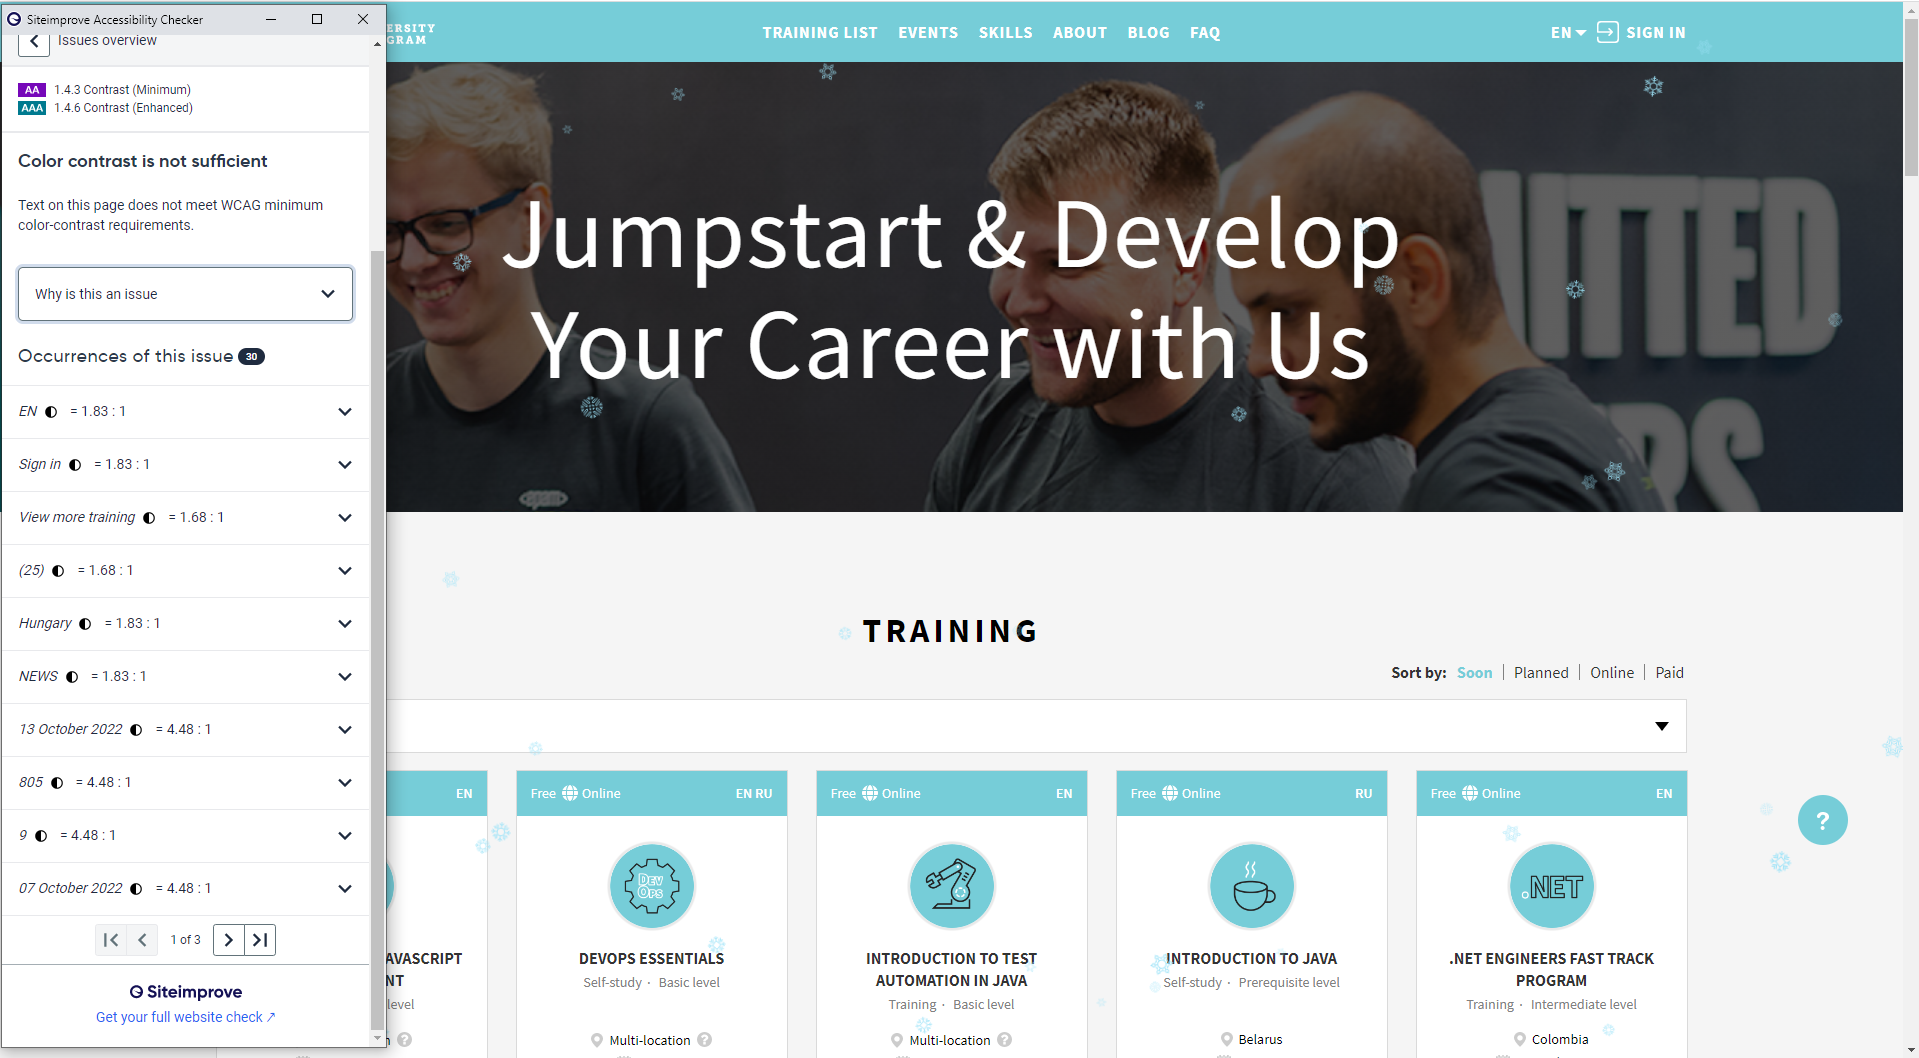 Siteimprove Accessibility Checker
Issues overview
AA 1.4.3 Contrast (Minimum)
AAA 1.4.6 Contrast (Enhanced)
Color contrast is not sufficient
Text on this page does not meet WCAG minimum
color-contrast requirements.
Why is this an issue
Occurrences of this issue 30
EN = 1.83 : 1
Sign in = 1.83 : 1
View more training = 1.68 : 1
(25) = 1.68 : 1
Hungary = 1.83 : 1
NEWS = 1.83 : 1
13 October 2022 = 4.48 : 1
805 = 4.48 : 1
9 = 4.48 : 1
07 October 2022 = 4.48 : 1
1 of 3
Siteimprove
Get your full website check ↗
ERSITY
GRAM
TRAINING LIST EVENTS SKILLS ABOUT BLOG FAQ
EN SIGN IN
Jumpstart & Develop
Your Career with Us
ITTED
RS
TRAINING
Sort by: Soon | Planned | Online | Paid
EN
AVASCRIPT
NT
level
n ?
Free Online EN RU
DevOps
DEVOPS ESSENTIALS
Self-study · Basic level
Multi-location ?
Free Online EN
INTRODUCTION TO TEST
AUTOMATION IN JAVA
Training · Basic level
Multi-location ?
Free Online RU
INTRODUCTION TO JAVA
Self-study · Prerequisite level
Belarus
Free Online EN
.NET
.NET ENGINEERS FAST TRACK
PROGRAM
Training · Intermediate level
Colombia
?